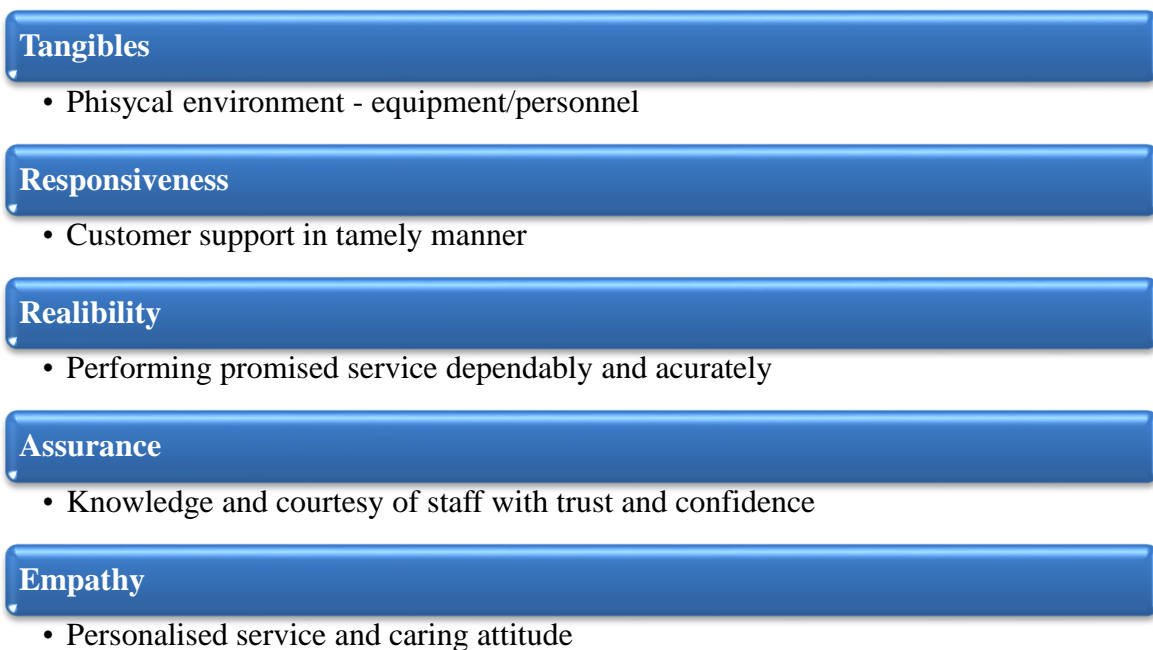 Tangibles
• Phisycal environment - equipment/personnel
Responsiveness
• Customer support in tamely manner
Realibility
• Performing promised service dependably and acurately
Assurance
• Knowledge and courtesy of staff with trust and confidence
Empathy
• Personalised service and caring attitude